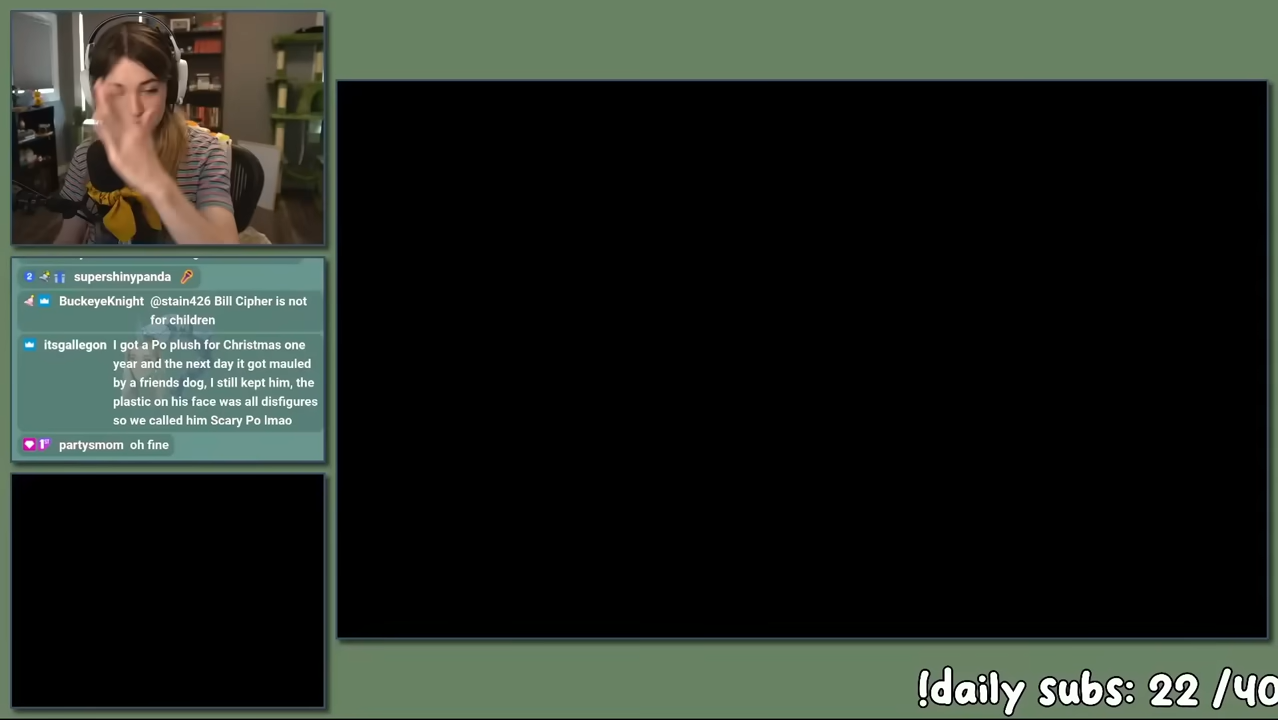 2 supershinypanda
BuckeyeKnight @stain426 Bill Cipher is not
for children
itsgallegon I got a Po plush for Christmas one
year and the next day it got mauled
by a friends dog, I still kept him, the
plastic on his face was all disfigures
so we called him Scary Po lmao
1st partysmom oh fine
!daily subs: 22 /40